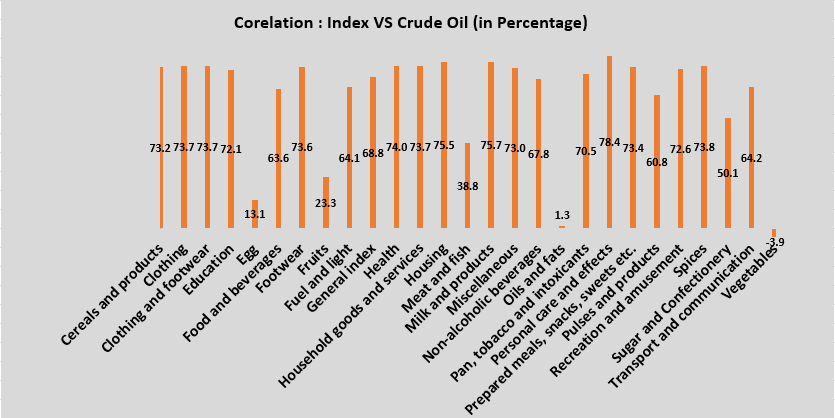 Corelation : Index VS Crude Oil (in Percentage)
73.2
73.7
73.7
72.1
13.1
63.6
73.6
23.3
64.1
68.8
74.0
73.7
75.5
38.8
75.7
73.0
67.8
1.3
70.5
78.4
73.4
60.8
72.6
73.8
50.1
64.2
-3.9
Cereals and products
Clothing
Clothing and footwear
Education
Egg
Food and beverages
Footwear
Fruits
Fuel and light
General index
Health
Household goods and services
Housing
Meat and fish
Milk and products
Miscellaneous
Non-alcoholic beverages
Oils and fats
Pan, tobacco and intoxicants
Personal care and effects
Prepared meals, snacks, sweets etc.
Pulses and products
Recreation and amusement
Spices
Sugar and Confectionery
Transport and communication
Vegetables